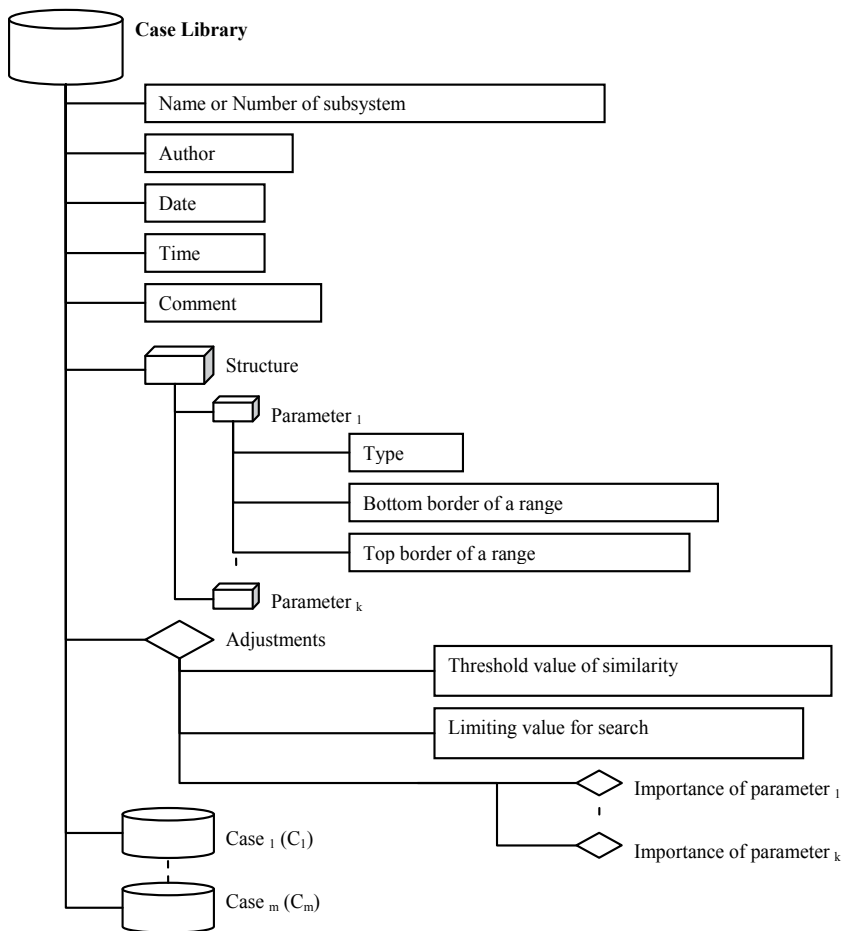 Case Library
Name or Number of subsystem
Author
Date
Time
Comment
Structure
Parameter 1
Type
Bottom border of a range
Top border of a range
Parameter k
Adjustments
Threshold value of similarity
Limiting value for search
Importance of parameter 1
Importance of parameter k
Case 1 (C1)
Case m (Cm)